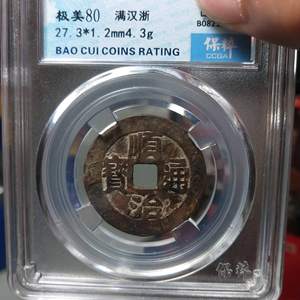 极美80 满汉浙
27.3*1.2mm4.3g
BAO CUI COINS RATING
保粹
CCGA
順
寶 通
治
保粹